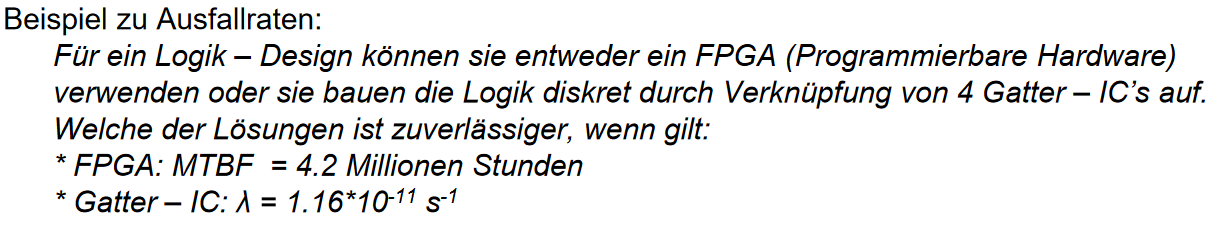 Beispiel zu Ausfallraten:
Für ein Logik – Design können sie entweder ein FPGA (Programmierbare Hardware)
verwenden oder sie bauen die Logik diskret durch Verknüpfung von 4 Gatter – IC’s auf.
Welche der Lösungen ist zuverlässiger, wenn gilt:
* FPGA: MTBF = 4.2 Millionen Stunden
* Gatter – IC: λ = 1.16*10⁻¹¹ s⁻¹